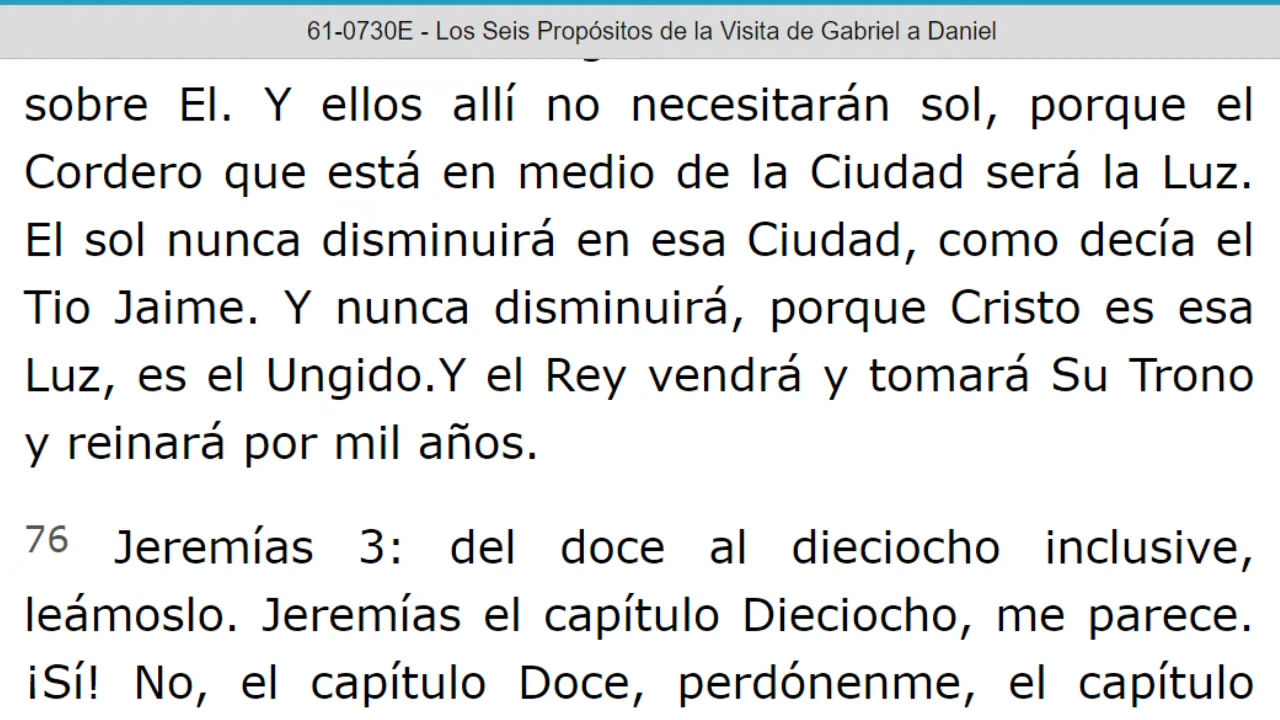 61-0730E - Los Seis Propósitos de la Visita de Gabriel a Daniel
sobre El. Y ellos allí no necesitarán sol, porque el
Cordero que está en medio de la Ciudad será la Luz.
El sol nunca disminuirá en esa Ciudad, como decía el
Tio Jaime. Y nunca disminuirá, porque Cristo es esa
Luz, es el Ungido.Y el Rey vendrá y tomará Su Trono
y reinará por mil años.
76 Jeremías 3: del doce al dieciocho inclusive,
leámoslo. Jeremías el capítulo Dieciocho, me parece.
¡Sí! No, el capítulo Doce, perdónenme, el capítulo